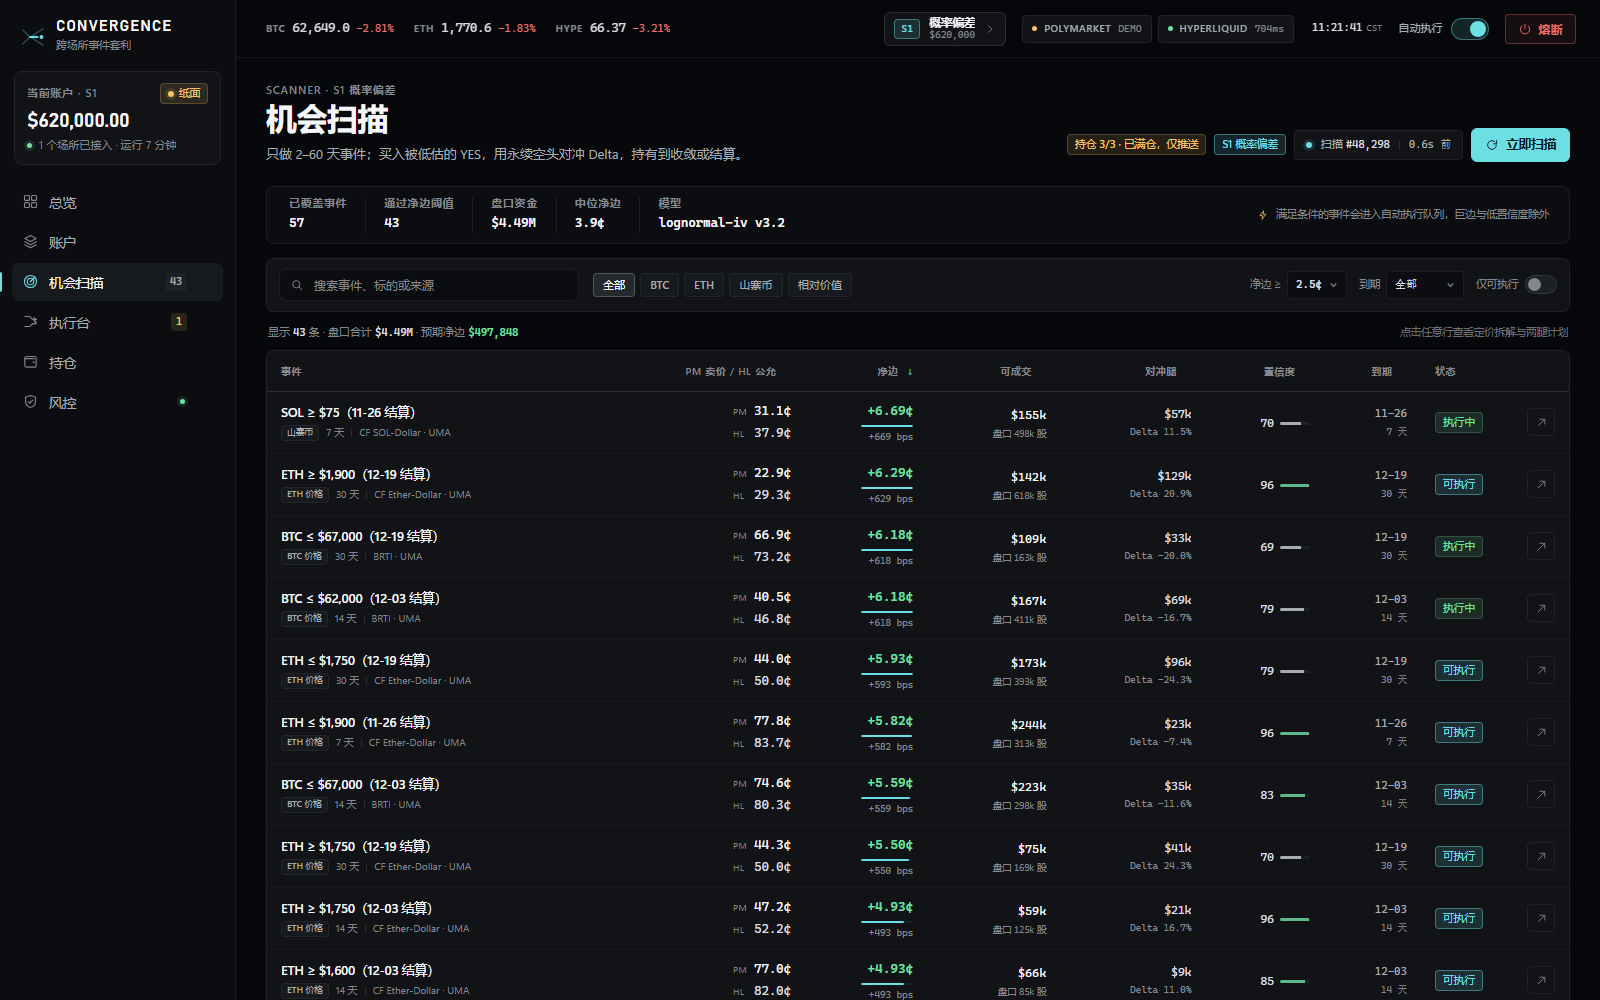 CONVERGENCE
跨场所事件套利
当前账户 · S1
纸面
$620,000.00
1 个场所已接入 · 运行 7 分钟
总览
账户
机会扫描 43
执行台 1
持仓
风控
BTC 62,649.0 −2.81% ETH 1,770.6 −1.83% HYPE 66.37 −3.21%
S1 概率偏差 $620,000
POLYMARKET DEMO
HYPERLIQUID 704ms
11:21:41 CST
自动执行
熔断
SCANNER · S1 概率偏差
机会扫描
只做 2–60 天事件；买入被低估的 YES，用永续空头对冲 Delta，持有到收敛或结算。
持仓 3/3 · 已满仓，仅推送
S1 概率偏差
扫描 #48,298 0.6s 前
立即扫描
已覆盖事件 通过净边阈值 盘口资金 中位净边 模型
57 43 $4.49M 3.9¢ lognormal-iv v3.2
满足条件的事件会进入自动执行队列，巨边与低置信度除外
搜索事件、标的或来源
全部 BTC ETH 山寨币 相对价值
净边 ≥ 2.5¢ 到期 全部 仅可执行
显示 43 条 · 盘口合计 $4.49M · 预期净边 $497,848
点击任意行查看定价拆解与两腿计划
事件 PM 卖价 / HL 公允 净边 ↓ 可成交 对冲腿 置信度 到期 状态
SOL ≥ $75（11-26 结算） PM 31.1¢ +6.69¢ $155k $57k 70 11-26 执行中
山寨币 7 天 CF SOL-Dollar · UMA HL 37.9¢ +669 bps 盘口 498k 股 Delta 11.5% 7 天
ETH ≥ $1,900（12-19 结算） PM 22.9¢ +6.29¢ $142k $129k 96 12-19 可执行
ETH 价格 30 天 CF Ether-Dollar · UMA HL 29.3¢ +629 bps 盘口 618k 股 Delta 20.9% 30 天
BTC ≤ $67,000（12-19 结算） PM 66.9¢ +6.18¢ $109k $33k 69 12-19 执行中
BTC 价格 30 天 BRTI · UMA HL 73.2¢ +618 bps 盘口 163k 股 Delta −20.0% 30 天
BTC ≤ $62,000（12-03 结算） PM 40.5¢ +6.18¢ $167k $69k 79 12-03 执行中
BTC 价格 14 天 BRTI · UMA HL 46.8¢ +618 bps 盘口 411k 股 Delta −16.7% 14 天
ETH ≤ $1,750（12-19 结算） PM 44.0¢ +5.93¢ $173k $96k 79 12-19 可执行
ETH 价格 30 天 CF Ether-Dollar · UMA HL 50.0¢ +593 bps 盘口 393k 股 Delta −24.3% 30 天
ETH ≤ $1,900（11-26 结算） PM 77.8¢ +5.82¢ $244k $23k 96 11-26 可执行
ETH 价格 7 天 CF Ether-Dollar · UMA HL 83.7¢ +582 bps 盘口 313k 股 Delta −7.4% 7 天
BTC ≤ $67,000（12-03 结算） PM 74.6¢ +5.59¢ $223k $35k 83 12-03 可执行
BTC 价格 14 天 BRTI · UMA HL 80.3¢ +559 bps 盘口 298k 股 Delta −11.6% 14 天
ETH ≥ $1,750（12-19 结算） PM 44.3¢ +5.50¢ $75k $41k 70 12-19 可执行
ETH 价格 30 天 CF Ether-Dollar · UMA HL 50.0¢ +550 bps 盘口 169k 股 Delta 24.3% 30 天
ETH ≥ $1,750（12-03 结算） PM 47.2¢ +4.93¢ $59k $21k 96 12-03 可执行
ETH 价格 14 天 CF Ether-Dollar · UMA HL 52.2¢ +493 bps 盘口 125k 股 Delta 16.7% 14 天
ETH ≥ $1,600（12-03 结算） PM 77.0¢ +4.93¢ $66k $9k 85 12-03 可执行
ETH 价格 14 天 CF Ether-Dollar · UMA HL 82.0¢ +493 bps 盘口 85k 股 Delta 11.0% 14 天